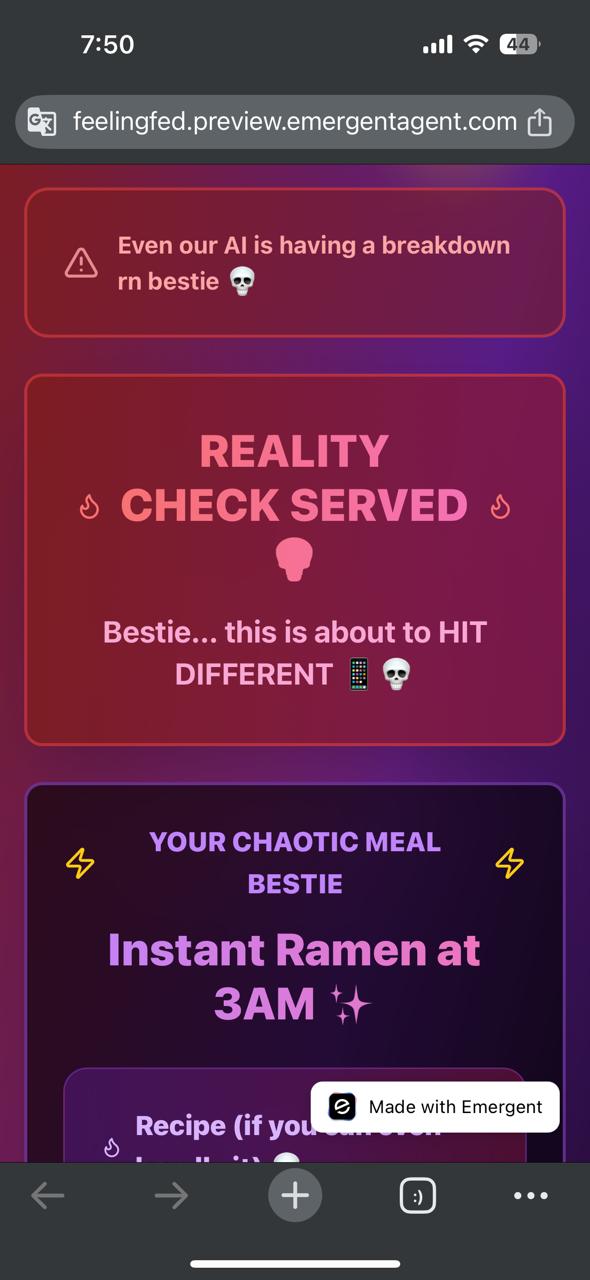 7:50
44
feelingfed.preview.emergentagent.com
Even our AI is having a breakdown
rn bestie 💀
REALITY
CHECK SERVED
💀
Bestie... this is about to HIT
DIFFERENT 📱💀
YOUR CHAOTIC MEAL
BESTIE
Instant Ramen at
3AM ✨
Recipe (if you
Made with Emergent
:)